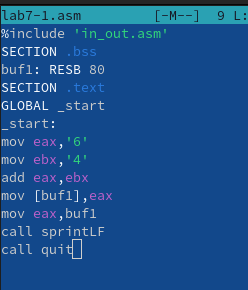 lab7-1.asm [-M--] 9 L:
%include 'in_out.asm'
SECTION .bss
buf1: RESB 80
SECTION .text
GLOBAL _start
_start:
mov eax,'6'
mov ebx,'4'
add eax,ebx
mov [buf1],eax
mov eax,buf1
call sprintLF
call quit